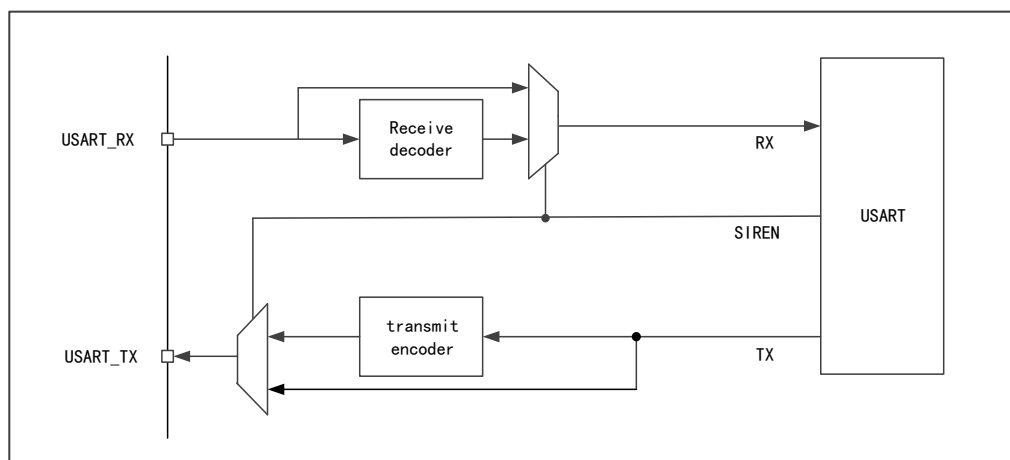 Receive
decoder
USART_RX
RX
USART
SIREN
transmit
encoder
USART_TX
TX